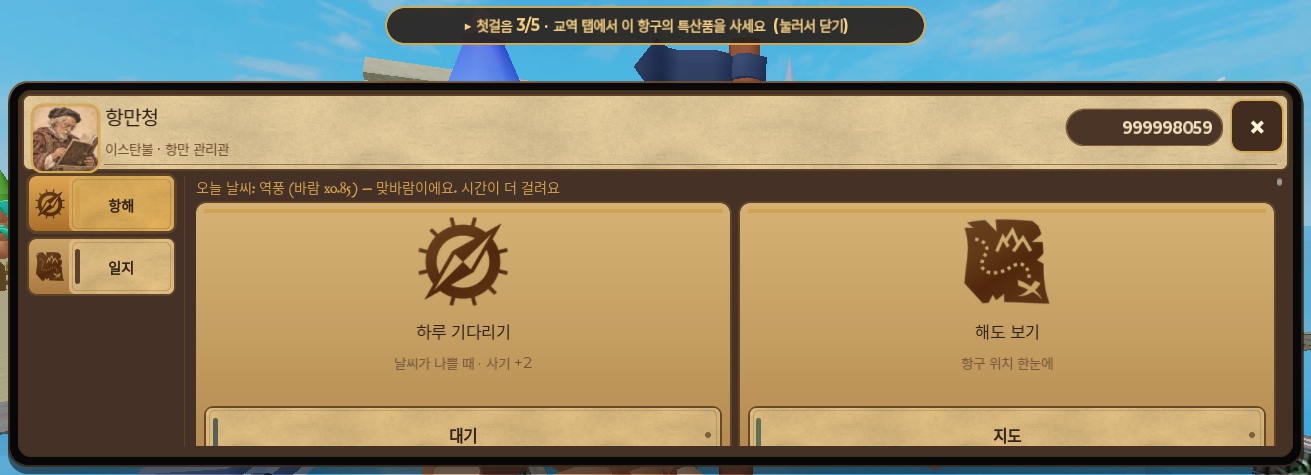 ▸ 첫걸음 3/5 · 교역 탭에서 이 항구의 특산품을 사세요 (눌러서 닫기)
항만청
이스탄불 · 항만 관리관
999998059
×
항해
일지
오늘 날씨: 역풍 (바람 x0.85) – 맞바람이에요. 시간이 더 걸려요
하루 기다리기
날씨가 나쁠 때 · 사기 +2
대기
해도 보기
항구 위치 한눈에
지도